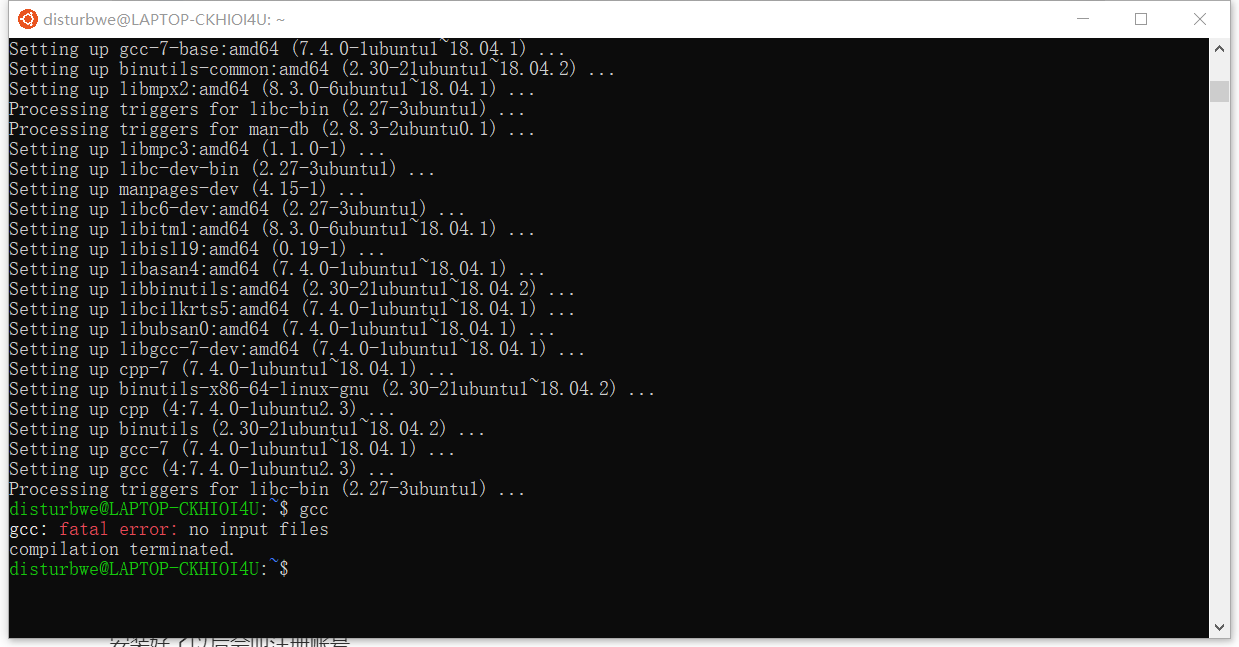 disturbwe@LAPTOP-CKHIOI4U: ~
Setting up gcc-7-base:amd64 (7.4.0-1ubuntu1~18.04.1) ...
Setting up binutils-common:amd64 (2.30-21ubuntu1~18.04.2) ...
Setting up libmpx2:amd64 (8.3.0-6ubuntu1~18.04.1) ...
Processing triggers for libc-bin (2.27-3ubuntu1) ...
Processing triggers for man-db (2.8.3-2ubuntu0.1) ...
Setting up libmpc3:amd64 (1.1.0-1) ...
Setting up libc-dev-bin (2.27-3ubuntu1) ...
Setting up manpages-dev (4.15-1) ...
Setting up libc6-dev:amd64 (2.27-3ubuntu1) ...
Setting up libitm1:amd64 (8.3.0-6ubuntu1~18.04.1) ...
Setting up libisl19:amd64 (0.19-1) ...
Setting up libasan4:amd64 (7.4.0-1ubuntu1~18.04.1) ...
Setting up libbinutils:amd64 (2.30-21ubuntu1~18.04.2) ...
Setting up libcilkrts5:amd64 (7.4.0-1ubuntu1~18.04.1) ...
Setting up libubsan0:amd64 (7.4.0-1ubuntu1~18.04.1) ...
Setting up libgcc-7-dev:amd64 (7.4.0-1ubuntu1~18.04.1) ...
Setting up cpp-7 (7.4.0-1ubuntu1~18.04.1) ...
Setting up binutils-x86-64-linux-gnu (2.30-21ubuntu1~18.04.2) ...
Setting up cpp (4:7.4.0-1ubuntu2.3) ...
Setting up binutils (2.30-21ubuntu1~18.04.2) ...
Setting up gcc-7 (7.4.0-1ubuntu1~18.04.1) ...
Setting up gcc (4:7.4.0-1ubuntu2.3) ...
Processing triggers for libc-bin (2.27-3ubuntu1) ...
disturbwe@LAPTOP-CKHIOI4U:~$ gcc
gcc: fatal error: no input files
compilation terminated.
disturbwe@LAPTOP-CKHIOI4U:~$